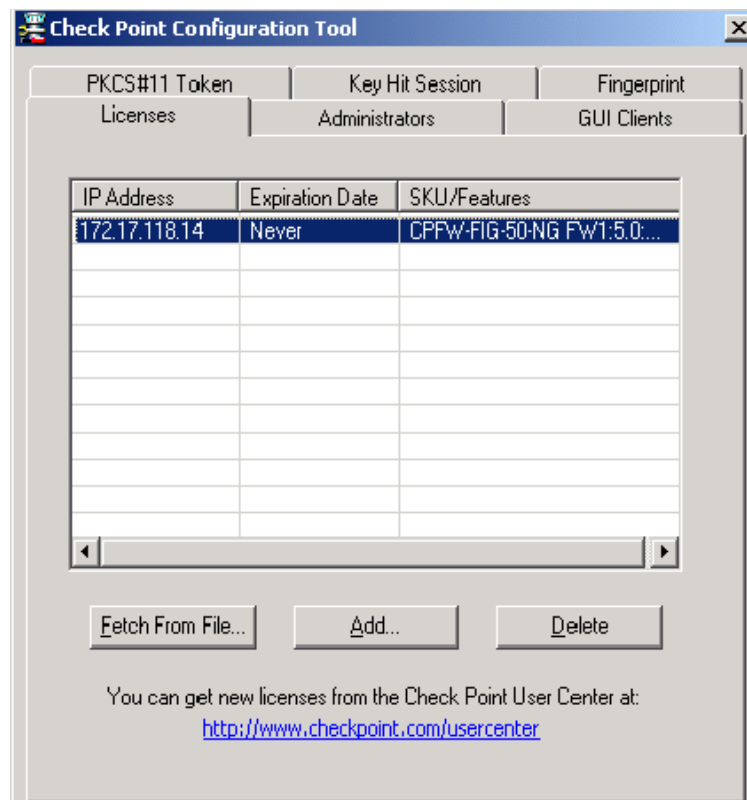 Check Point Configuration Tool
PKCS#11 Token Key Hit Session Fingerprint
Licenses Administrators GUI Clients
IP Address Expiration Date SKU/Features
172.17.118.14 Never CPFW-FIG-50-NG FW1:5.0:...
Fetch From File... Add... Delete
You can get new licenses from the Check Point User Center at:
http://www.checkpoint.com/usercenter